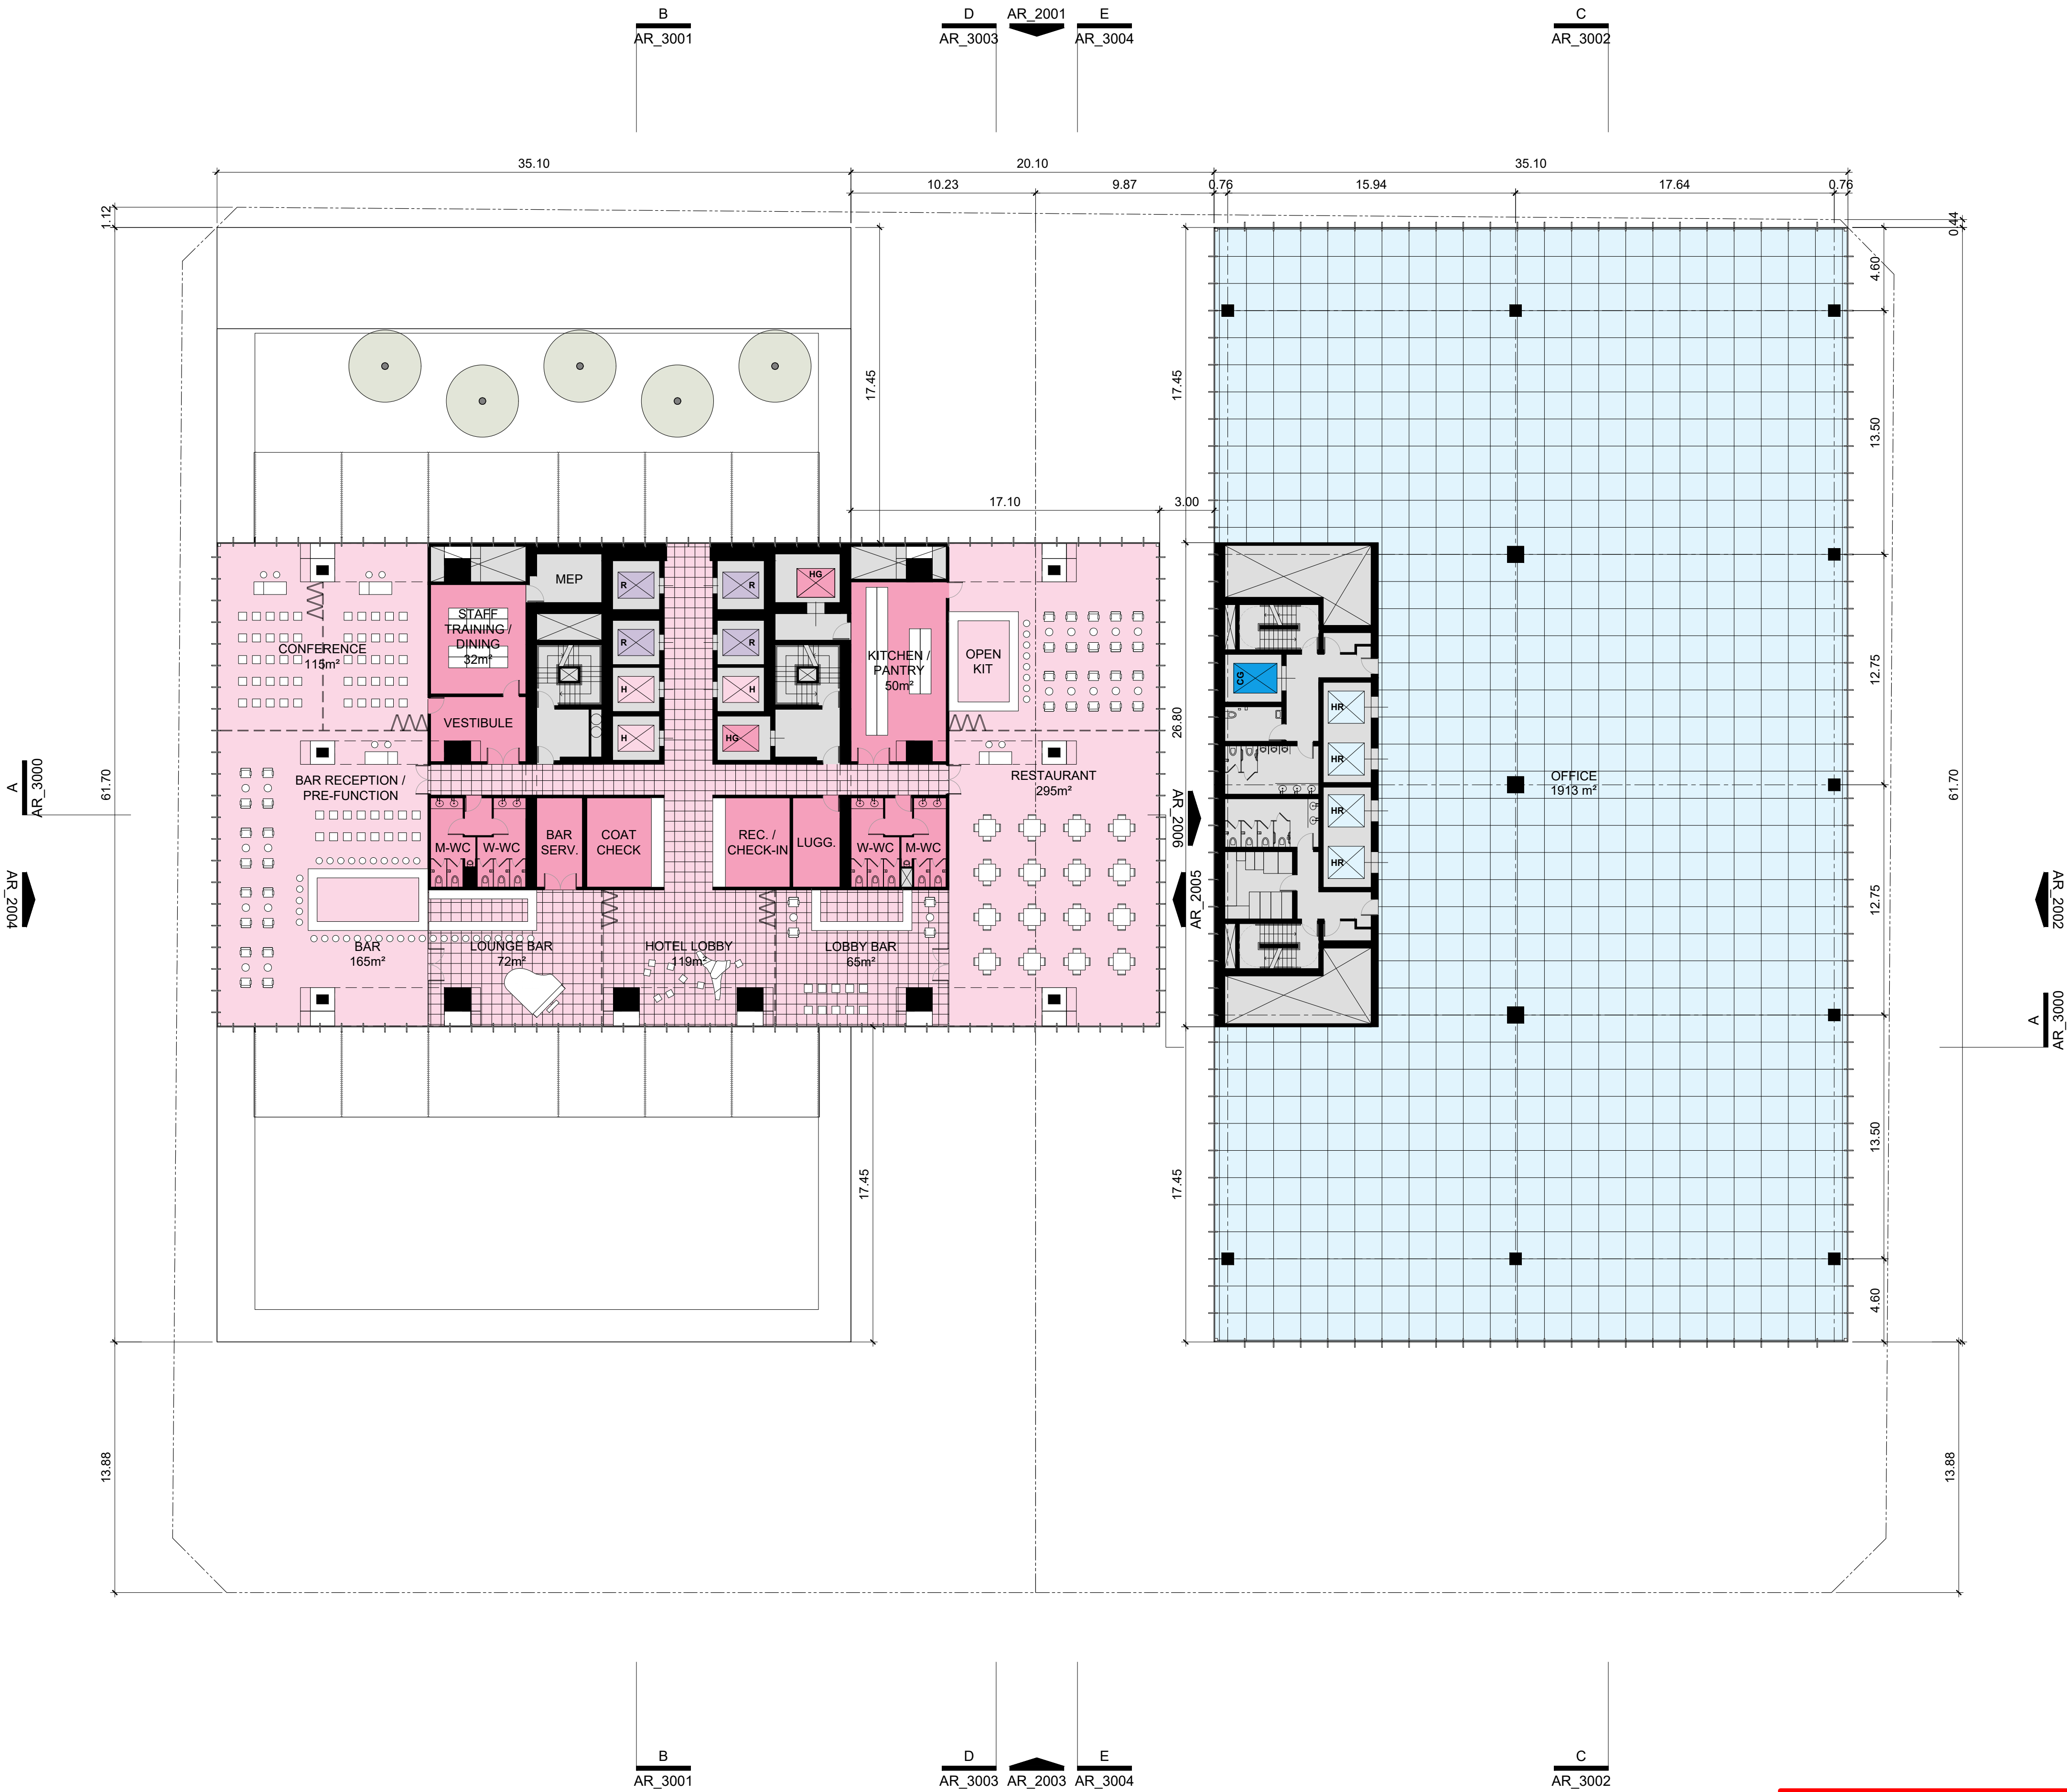 B
D
AR_2001
E
C
AR_3001
AR_3003
AR_3004
AR_3002
35.10
20.10
35.10
10.23
9.87
0.76
15.94
17.64
0.76
1.12
0.44
17.45
17.45
4.60
13.50
17.10
3.00
MEP
R
R
HG
STAFF
TRAINING /
DINING
32m²
R
R
CONFERENCE
115m²
KITCHEN /
PANTRY
50m²
OPEN
KIT
H
H
CG
12.75
HR
VESTIBULE
H
HG
26.80
HR
BAR RECEPTION /
PRE-FUNCTION
RESTAURANT
295m²
OFFICE
1913 m²
61.70
61.70
A
AR_3000
AR_2006
HR
M-WC
W-WC
BAR
SERV.
COAT
CHECK
REC. /
CHECK-IN
LUGG.
W-WC
M-WC
HR
AR_2004
AR_2005
12.75
AR_2002
BAR
165m²
LOUNGE BAR
72m²
HOTEL LOBBY
119m²
LOBBY BAR
65m²
A
AR_3000
17.45
17.45
13.50
4.60
13.88
13.88
B
D
E
C
AR_3001
AR_3003
AR_2003
AR_3004
AR_3002